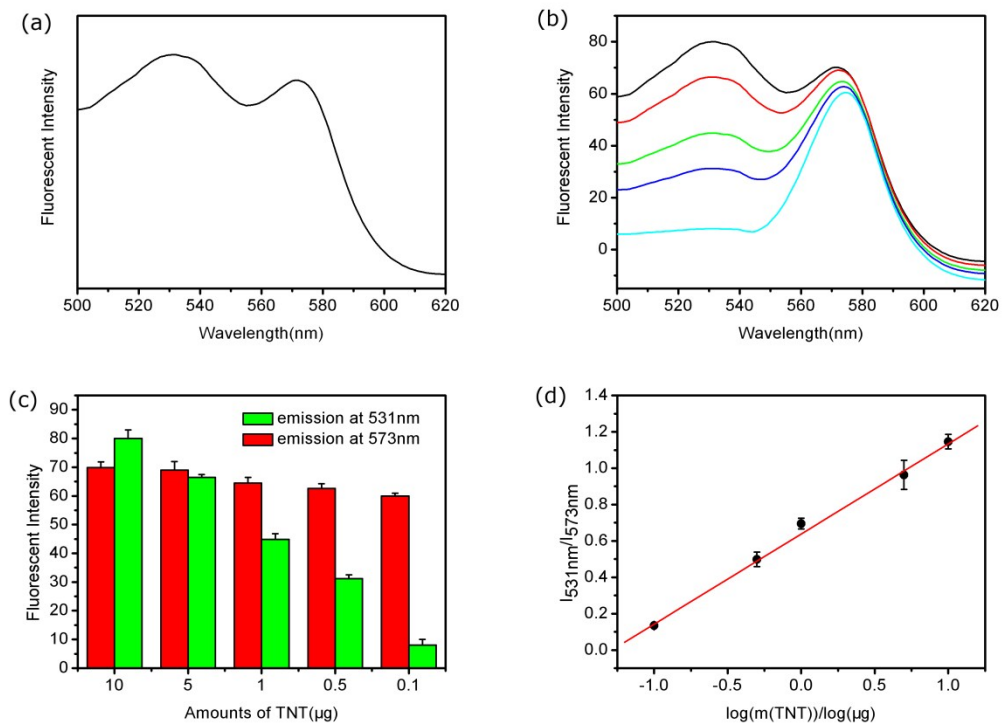 (a)
Fluorescent Intensity
500 520 540 560 580 600 620
Wavelength(nm)
(b)
Fluorescent Intensity
80
60
40
20
0
500 520 540 560 580 600 620
Wavelength(nm)
(c)
Fluorescent Intensity
90
80
70
60
50
40
30
20
10
0
emission at 531nm
emission at 573nm
10 5 1 0.5 0.1
Amounts of TNT(μg)
(d)
I531nm/I573nm
1.4
1.2
1.0
0.8
0.6
0.4
0.2
0.0
-1.0 -0.5 0.0 0.5 1.0
log(m(TNT))/log(μg)